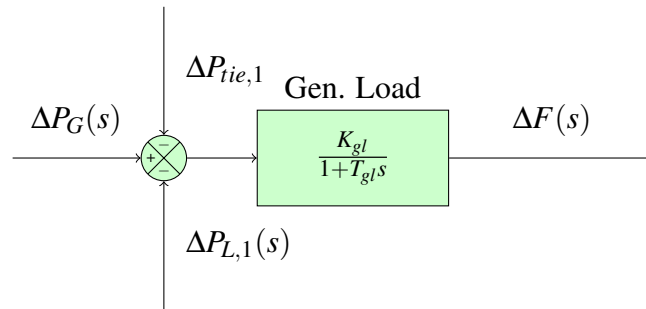 ΔP_{tie,1}
Gen. Load
ΔP_G(s)
ΔF(s)
−
+
−
K_{gl}
1+T_{gl}s
ΔP_{L,1}(s)